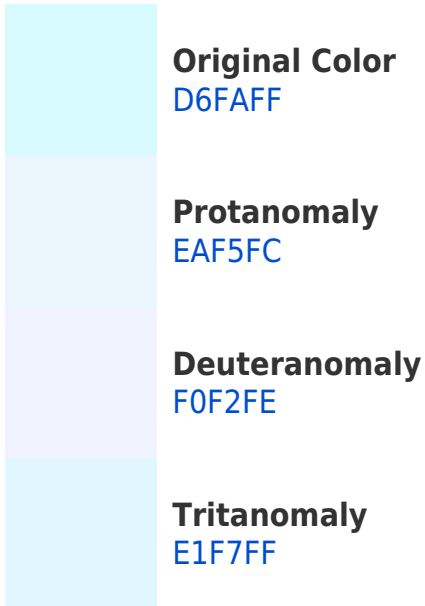 Original Color
D6FAFF
Protanomaly
EAF5FC
Deuteranomaly
F0F2FE
Tritanomaly
E1F7FF